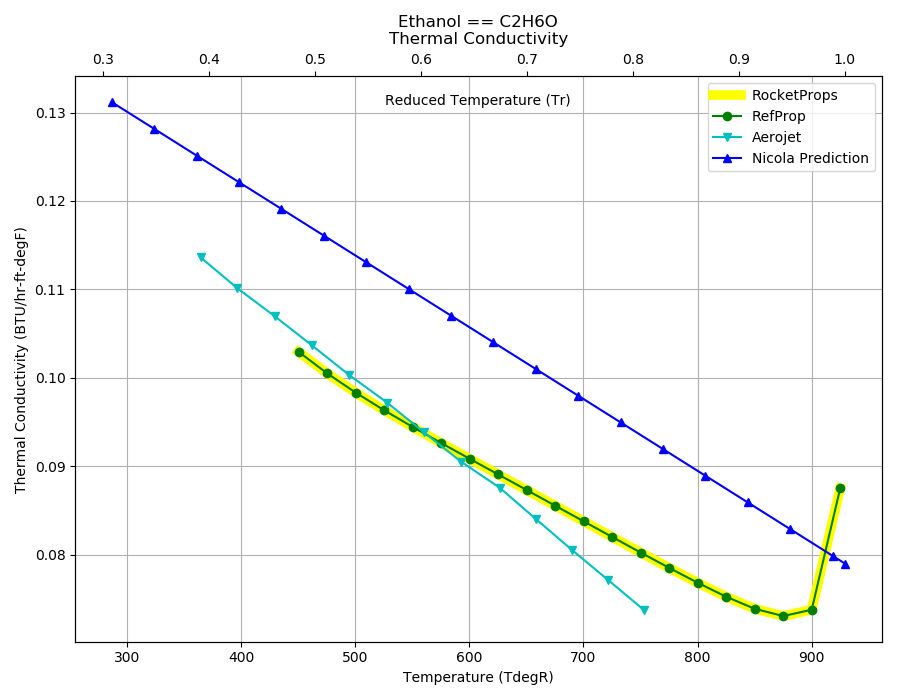 Ethanol == C2H6O
Thermal Conductivity
0.3 0.4 0.5 0.6 0.7 0.8 0.9 1.0
Reduced Temperature (Tr)
RocketProps
RefProp
Aerojet
Nicola Prediction
Thermal Conductivity (BTU/hr-ft-degF)
0.13
0.12
0.11
0.10
0.09
0.08
300 400 500 600 700 800 900
Temperature (TdegR)